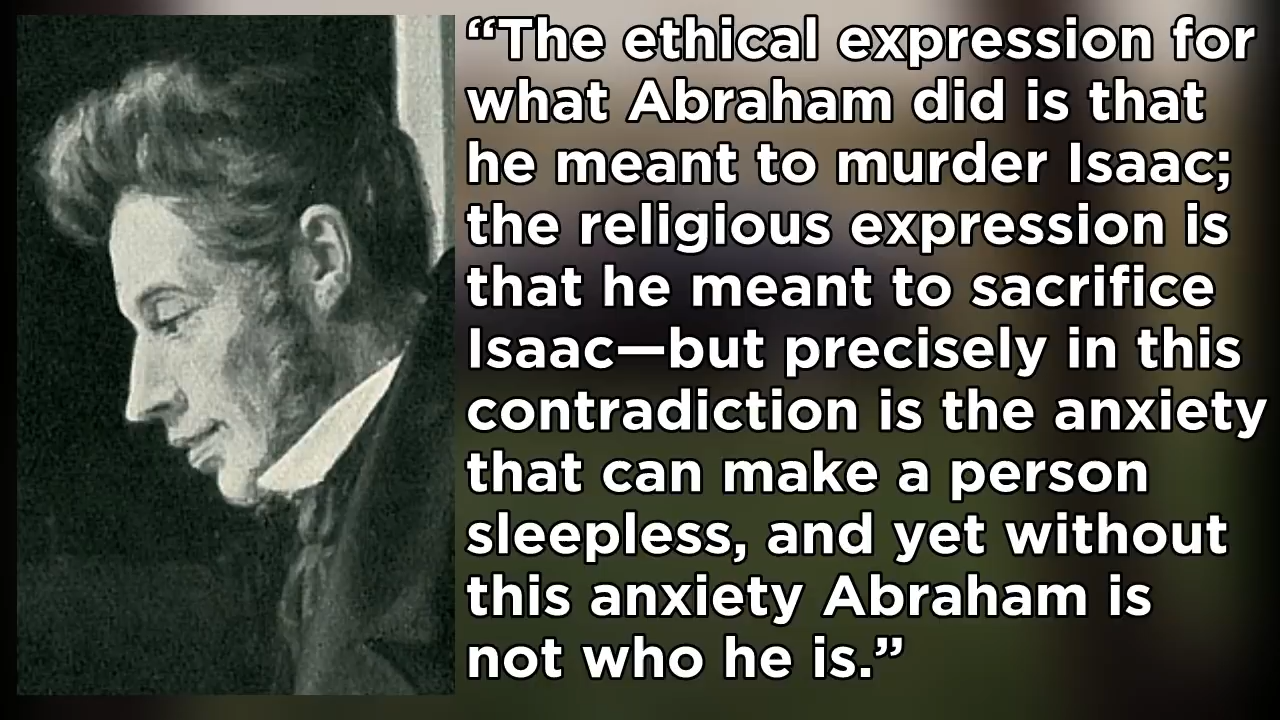 “The ethical expression for
what Abraham did is that
he meant to murder Isaac;
the religious expression is
that he meant to sacrifice
Isaac—but precisely in this
contradiction is the anxiety
that can make a person
sleepless, and yet without
this anxiety Abraham is
not who he is.”